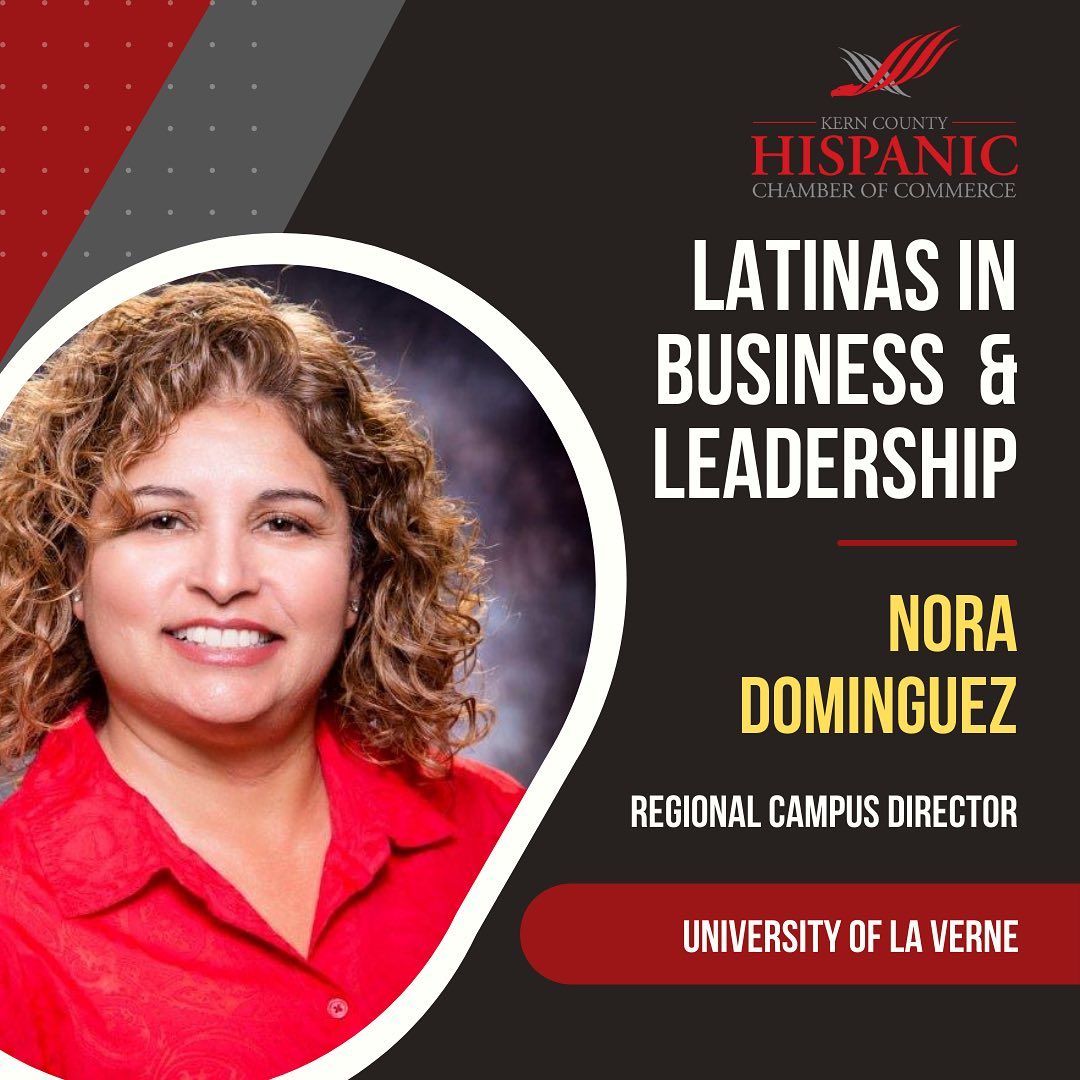 KERN COUNTY
HISPANIC
CHAMBER OF COMMERCE
LATINAS IN
BUSINESS &
LEADERSHIP
NORA
DOMINGUEZ
REGIONAL CAMPUS DIRECTOR
UNIVERSITY OF LA VERNE